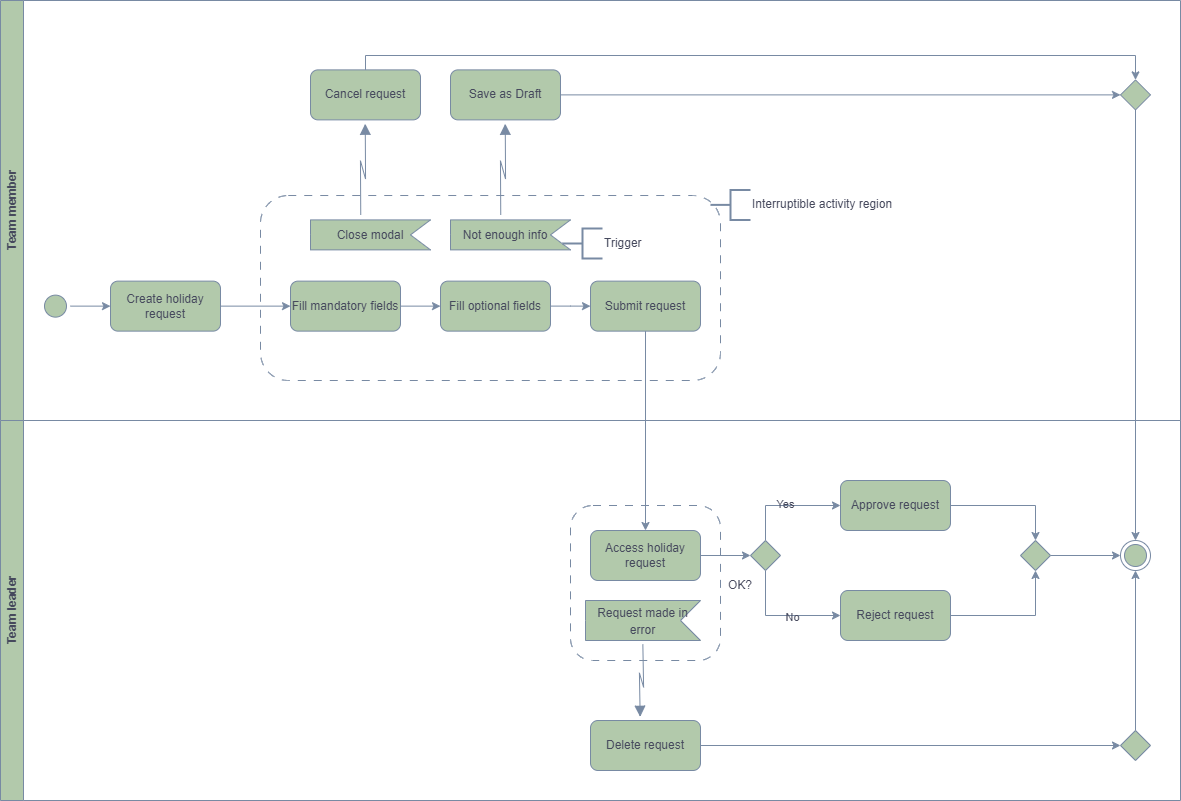 Team member
Cancel request
Save as Draft
Interruptible activity region
Close modal
Not enough info
Trigger
Create holiday
request
Fill mandatory fields
Fill optional fields
Submit request
Team leader
Access holiday
request
Request made in
error
OK?
Yes
No
Approve request
Reject request
Delete request